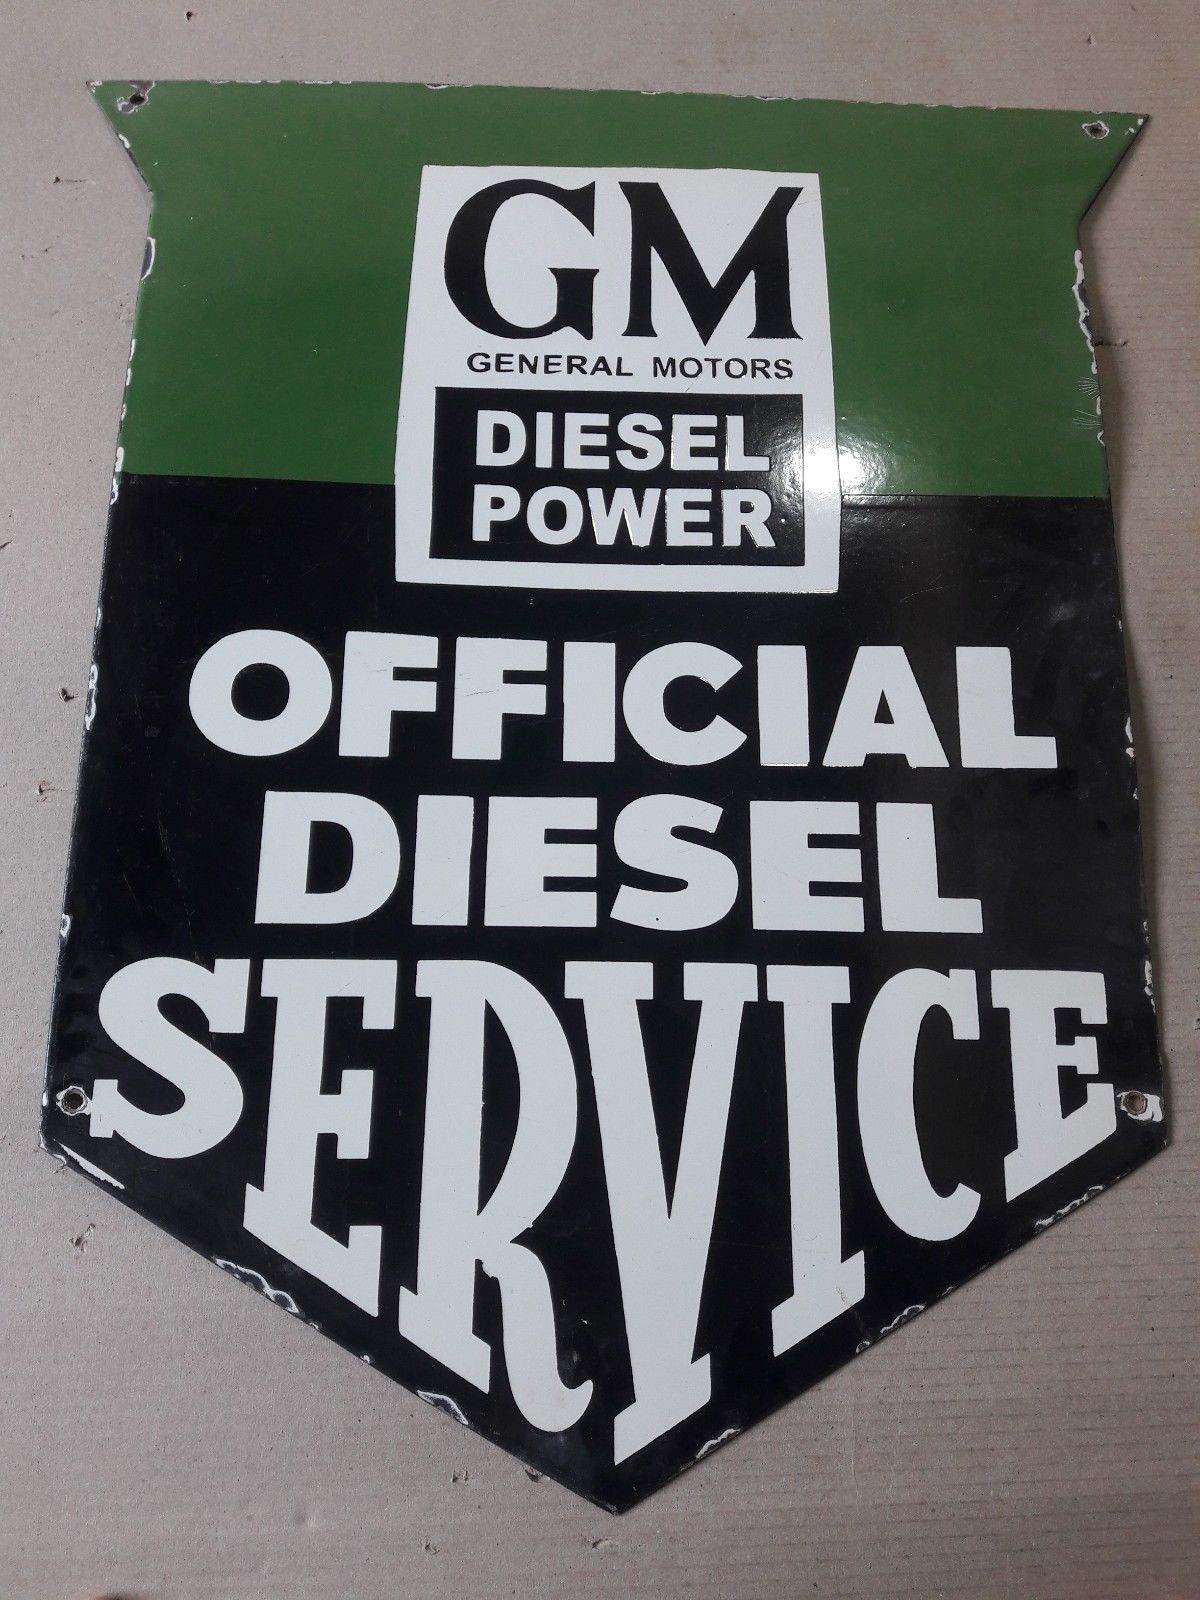 GM
GENERAL MOTORS
DIESEL
POWER
OFFICIAL
DIESEL
SERVICE